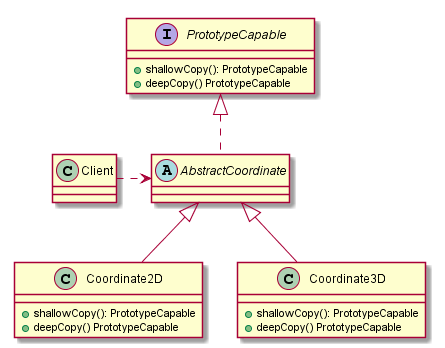 I PrototypeCapable
shallowCopy(): PrototypeCapable
deepCopy() PrototypeCapable
C Client
A AbstractCoordinate
C Coordinate2D
shallowCopy(): PrototypeCapable
deepCopy() PrototypeCapable
C Coordinate3D
shallowCopy(): PrototypeCapable
deepCopy() PrototypeCapable